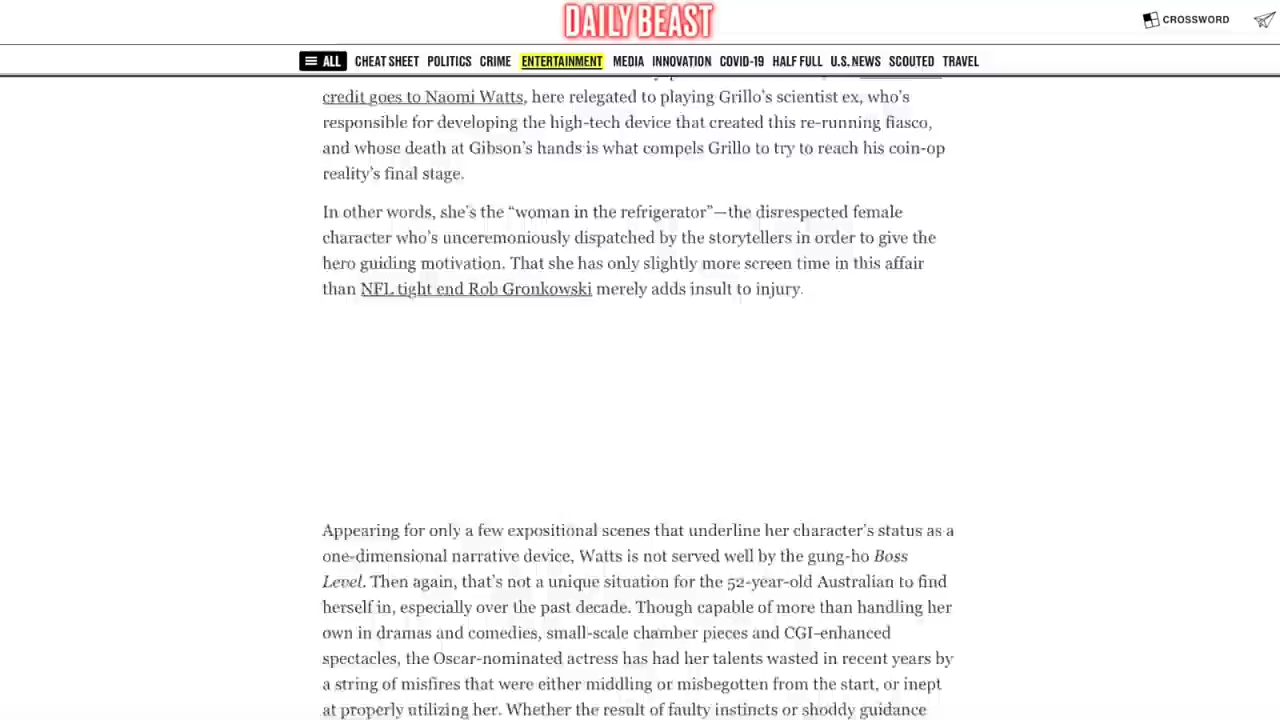 DAILY BEAST
CROSSWORD
ALL CHEAT SHEET POLITICS CRIME ENTERTAINMENT MEDIA INNOVATION COVID-19 HALF FULL U.S.NEWS SCOUTED TRAVEL
credit goes to Naomi Watts, here relegated to playing Grillo’s scientist ex, who’s
responsible for developing the high-tech device that created this re-running fiasco,
and whose death at Gibson’s hands is what compels Grillo to try to reach his coin-op
reality’s final stage.
In other words, she’s the “woman in the refrigerator”—the disrespected female
character who’s unceremoniously dispatched by the storytellers in order to give the
hero guiding motivation. That she has only slightly more screen time in this affair
than NFL tight end Rob Gronkowski merely adds insult to injury.
Appearing for only a few expositional scenes that underline her character’s status as a
one-dimensional narrative device, Watts is not served well by the gung-ho Boss
Level. Then again, that’s not a unique situation for the 52-year-old Australian to find
herself in, especially over the past decade. Though capable of more than handling her
own in dramas and comedies, small-scale chamber pieces and CGI-enhanced
spectacles, the Oscar-nominated actress has had her talents wasted in recent years by
a string of misfires that were either middling or misbegotten from the start, or inept
at properly utilizing her. Whether the result of faulty instincts or shoddy guidance